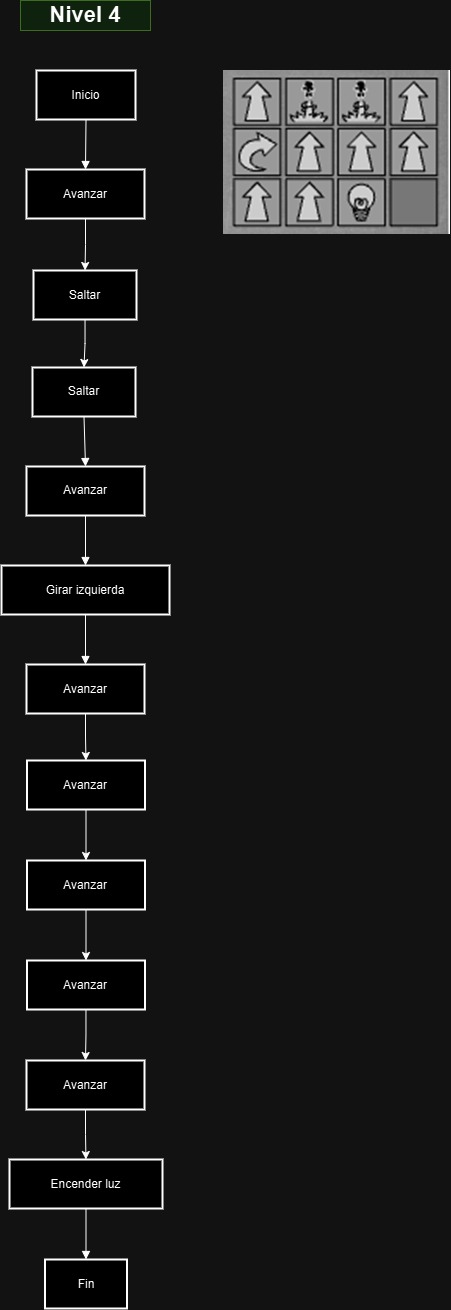 Nivel 4
Inicio
Avanzar
Saltar
Saltar
Avanzar
Girar izquierda
Avanzar
Avanzar
Avanzar
Avanzar
Avanzar
Encender luz
Fin